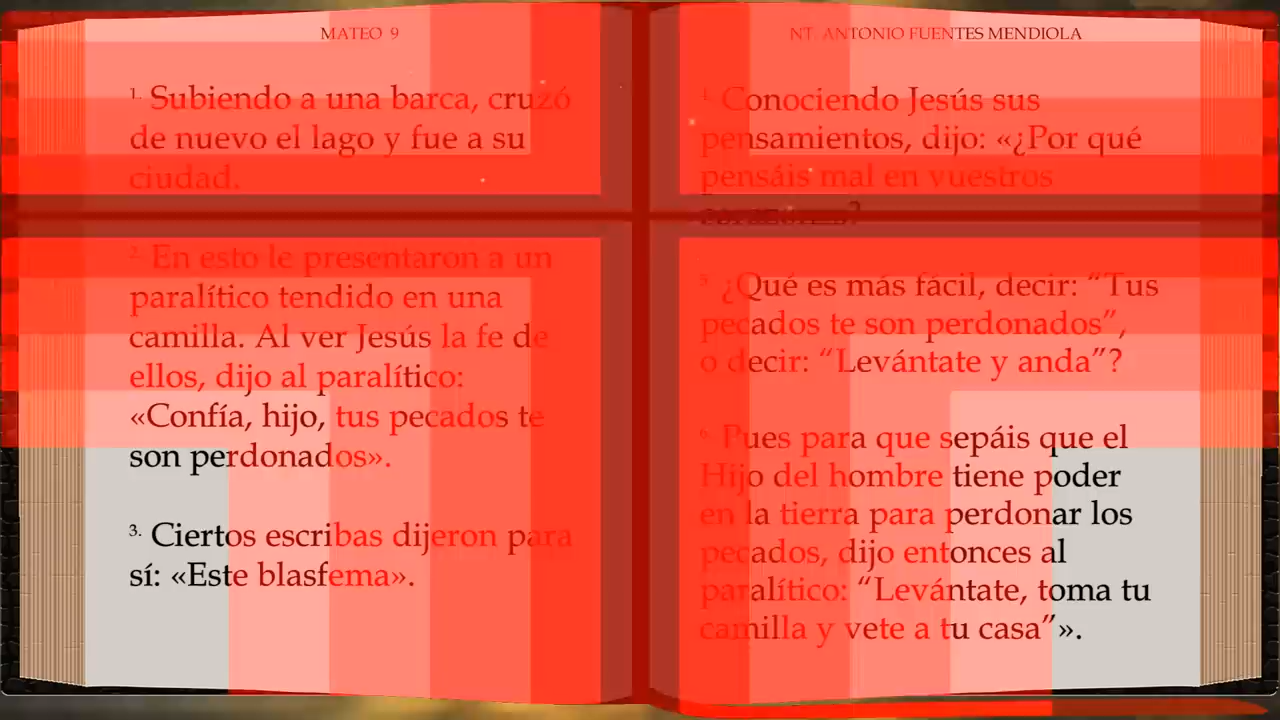 MATEO 9
1. Subiendo a una barca, cruzó
de nuevo el lago y fue a su
ciudad.
2. En esto le presentaron a un
paralítico tendido en una
camilla. Al ver Jesús la fe de
ellos, dijo al paralítico:
«Confía, hijo, tus pecados te
son perdonados».
3. Ciertos escribas dijeron para
sí: «Este blasfema».
NT. ANTONIO FUENTES MENDIOLA
4. Conociendo Jesús sus
pensamientos, dijo: «¿Por qué
pensáis mal en vuestros
5. ¿Qué es más fácil, decir: “Tus
pecados te son perdonados”,
o decir: “Levántate y anda”?
6. Pues para que sepáis que el
Hijo del hombre tiene poder
en la tierra para perdonar los
pecados, dijo entonces al
paralítico: “Levántate, toma tu
camilla y vete a tu casa”».